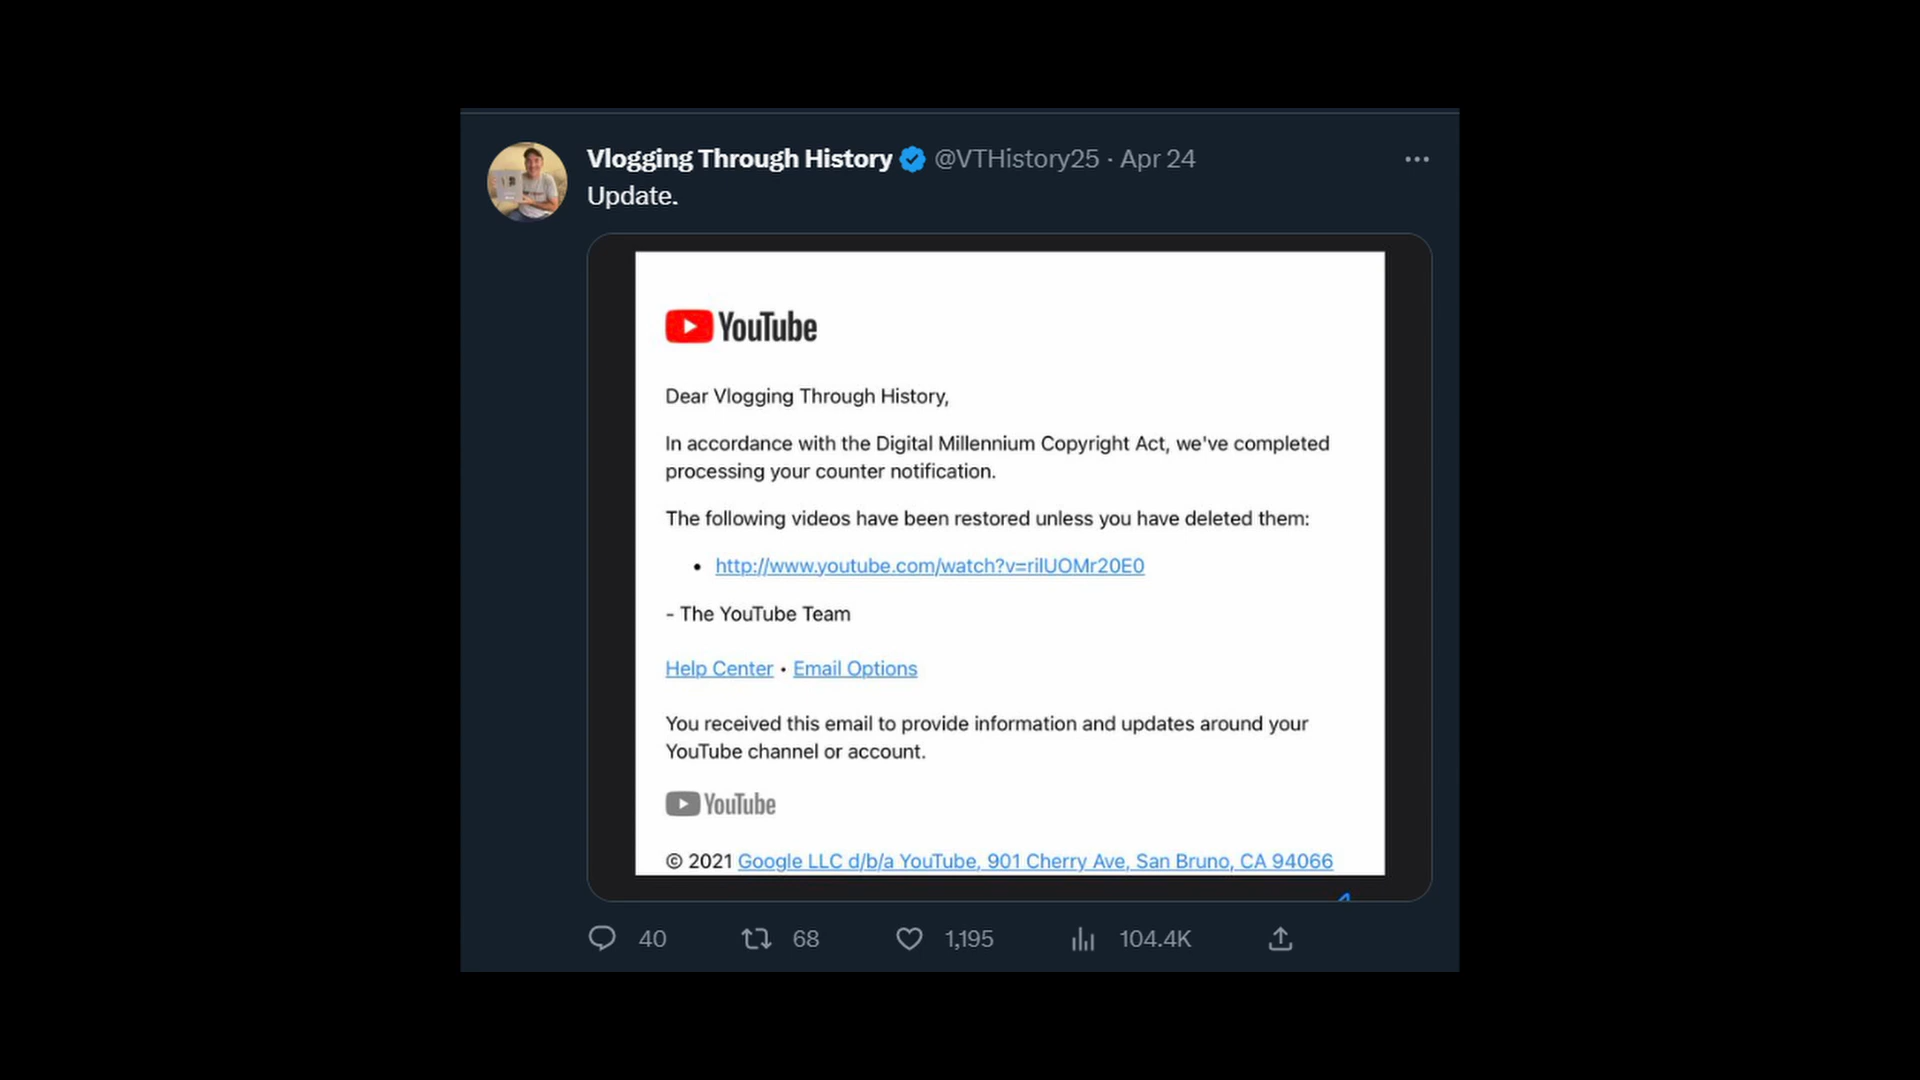 Vlogging Through History @VTHistory25 · Apr 24
Update.
YouTube
Dear Vlogging Through History,
In accordance with the Digital Millennium Copyright Act, we've completed
processing your counter notification.
The following videos have been restored unless you have deleted them:
• http://www.youtube.com/watch?v=rilUOMr20E0
- The YouTube Team
Help Center • Email Options
You received this email to provide information and updates around your
YouTube channel or account.
YouTube
© 2021 Google LLC d/b/a YouTube, 901 Cherry Ave, San Bruno, CA 94066
40 68 1,195 104.4K